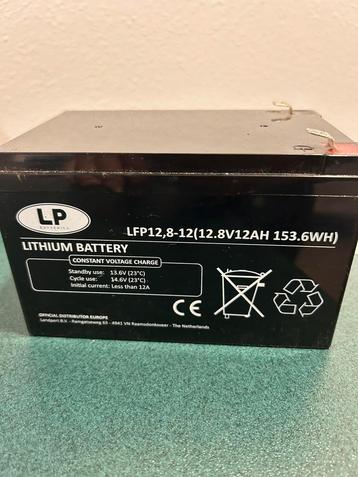 LP
BATTERIES
LFP12,8-12(12.8V12AH 153.6WH)
LITHIUM BATTERY
CONSTANT VOLTAGE CHARGE
Standby use: 13.6V (23°C)
Cycle use: 14.6V (23°C)
Initial current: Less than 12A
CE
OFFICIAL DISTRIBUTOR EUROPE
Landport B.V. - Ramgatseweg 63 - 4941 VN Raamsdonksveer - The Netherlands